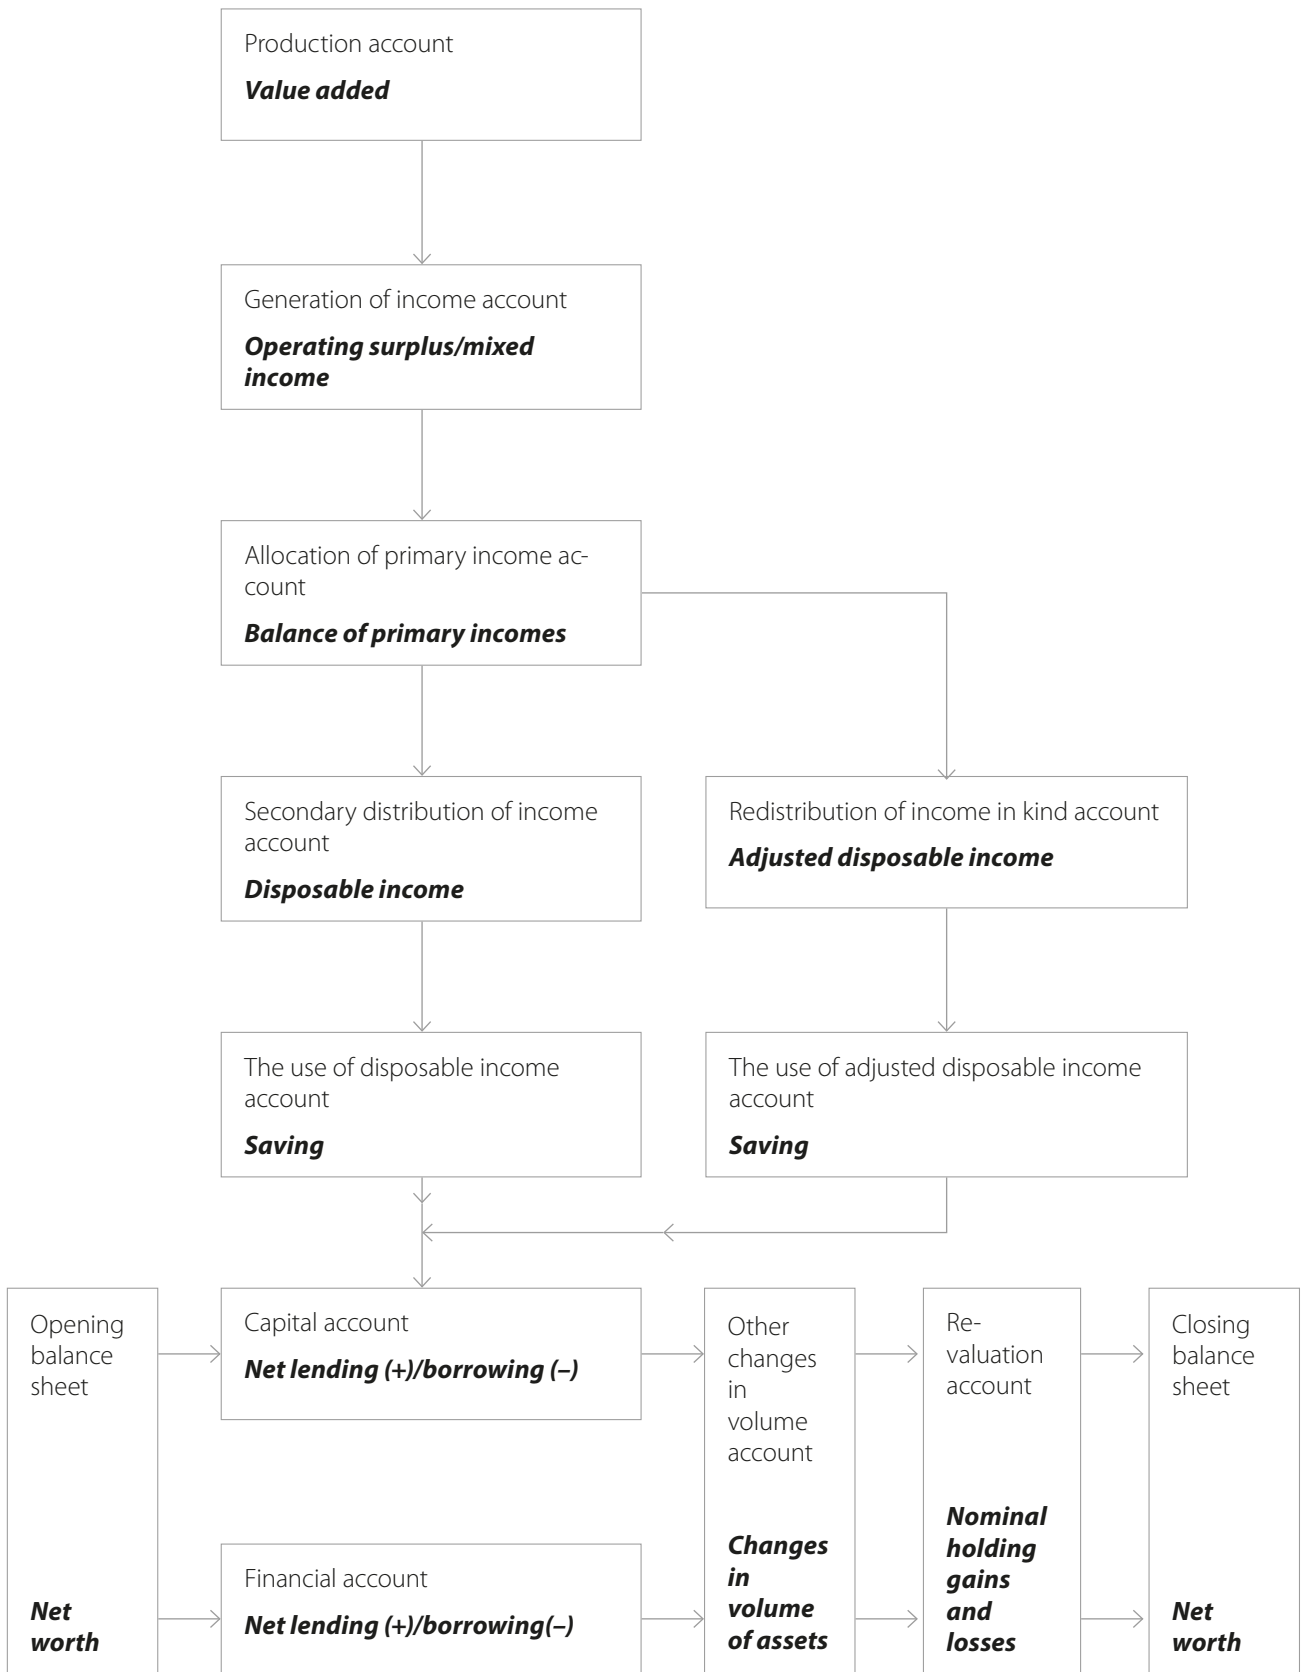 Production account
Value added
Generation of income account
Operating surplus/mixed
income
Allocation of primary income ac-
count
Balance of primary incomes
Secondary distribution of income
account
Disposable income
Redistribution of income in kind account
Adjusted disposable income
The use of disposable income
account
Saving
The use of adjusted disposable income
account
Saving
Opening
balance
sheet
Net
worth
Capital account
Net lending (+)/borrowing (–)
Financial account
Net lending (+)/borrowing(–)
Other
changes
in
volume
account
Changes
in
volume
of assets
Re-
valuation
account
Nominal
holding
gains
and
losses
Closing
balance
sheet
Net
worth